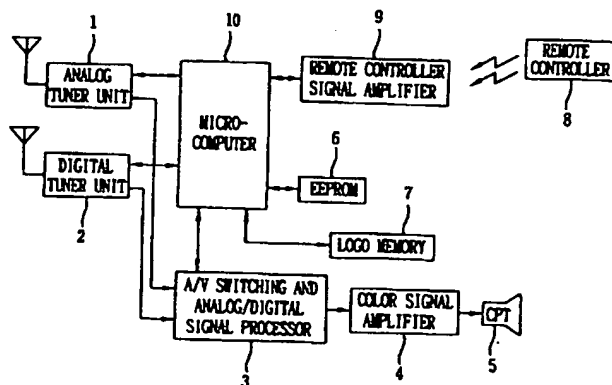 1
10
9
ANALOG
TUNER UNIT
MICRO-
COMPUTER
REMOTE CONTROLLER
SIGNAL AMPLIFIER
REMOTE
CONTROLLER
8
DIGITAL
TUNER UNIT
2
6
EEPROM
7
LOGO MEMORY
A/V SWITCHING AND
ANALOG/DIGITAL
SIGNAL PROCESSOR
3
COLOR SIGNAL
AMPLIFIER
4
CPT
5